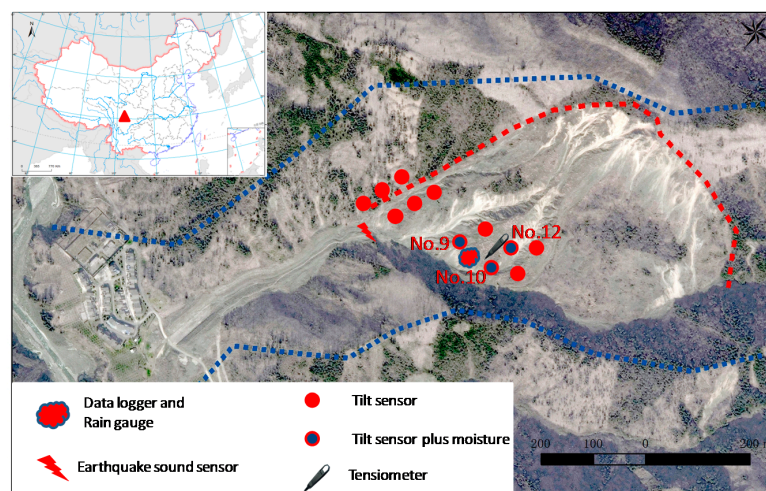 N
No.9
No.12
No.10
Data logger and
Rain gauge
Earthquake sound sensor
Tilt sensor
Tilt sensor plus moisture
Tensiometer
200 100 0 200 m